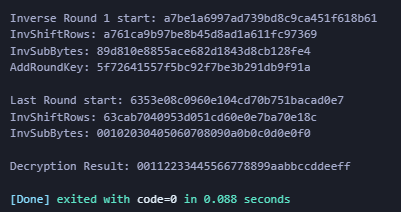 Inverse Round 1 start: a7be1a6997ad739bd8c9ca451f618b61
InvShiftRows: a761ca9b97be8b45d8ad1a611fc97369
InvSubBytes: 89d810e8855ace682d1843d8cb128fe4
AddRoundKey: 5f72641557f5bc92f7be3b291db9f91a
Last Round start: 6353e08c0960e104cd70b751bacad0e7
InvShiftRows: 63cab7040953d051cd60e0e7ba70e18c
InvSubBytes: 00102030405060708090a0b0c0d0e0f0
Decryption Result: 00112233445566778899aabbccddeeff
[Done] exited with code=0 in 0.088 seconds